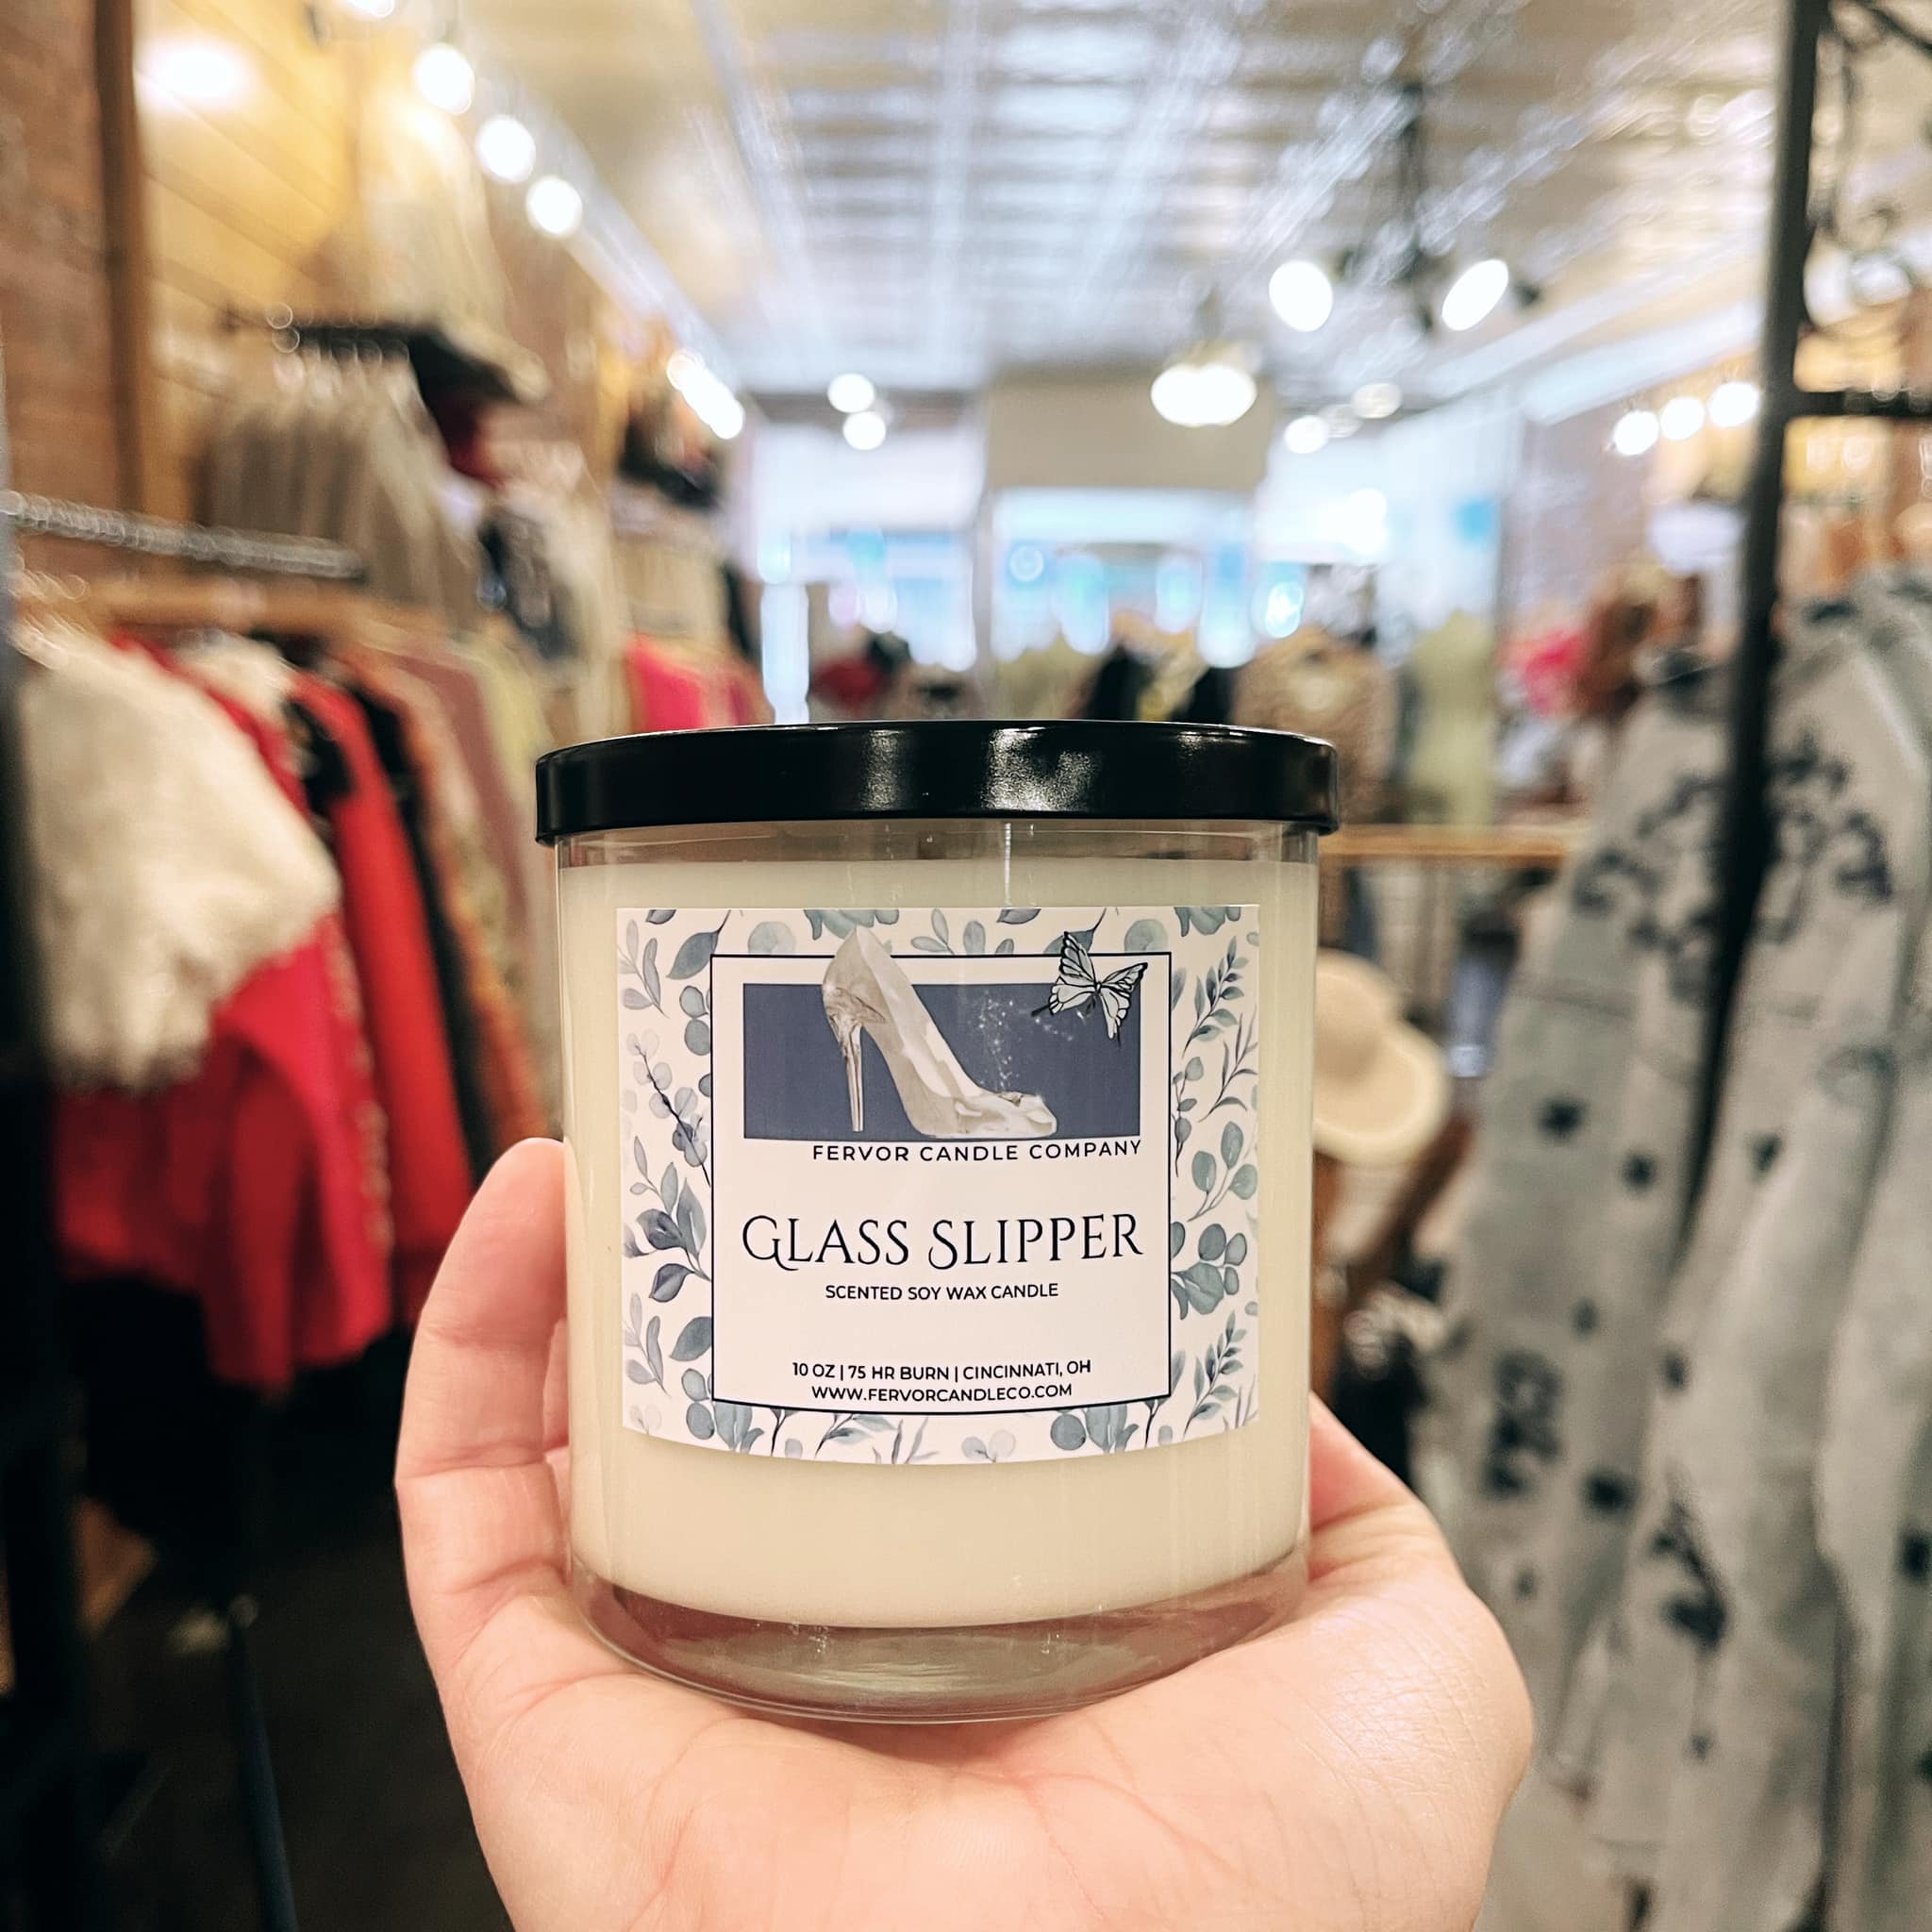 FERVOR CANDLE COMPANY
GLASS SLIPPER
SCENTED SOY WAX CANDLE
10 OZ | 75 HR BURN | CINCINNATI, OH
WWW.FERVORCANDLECO.COM